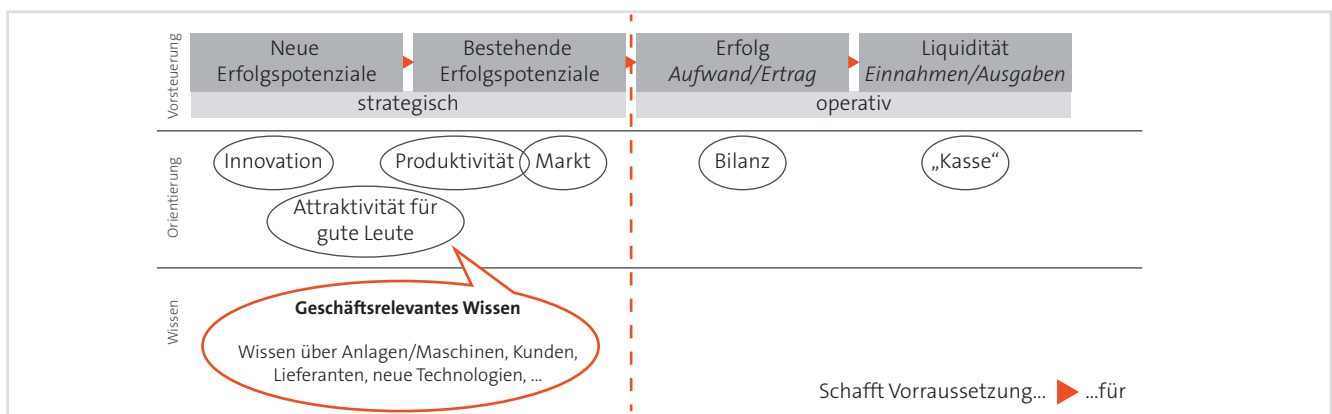 Vorsteuerung
Neue
Erfolgspotenziale
Bestehende
Erfolgspotenziale
Erfolg
Aufwand/Ertrag
Liquidität
Einnahmen/Ausgaben
strategisch
operativ
Orientierung
Innovation
Produktivität
Markt
Bilanz
„Kasse“
Attraktivität für
gute Leute
Wissen
Geschäftsrelevantes Wissen
Wissen über Anlagen/Maschinen, Kunden,
Lieferanten, neue Technologien, ...
Schafft Vorraussetzung... ...für